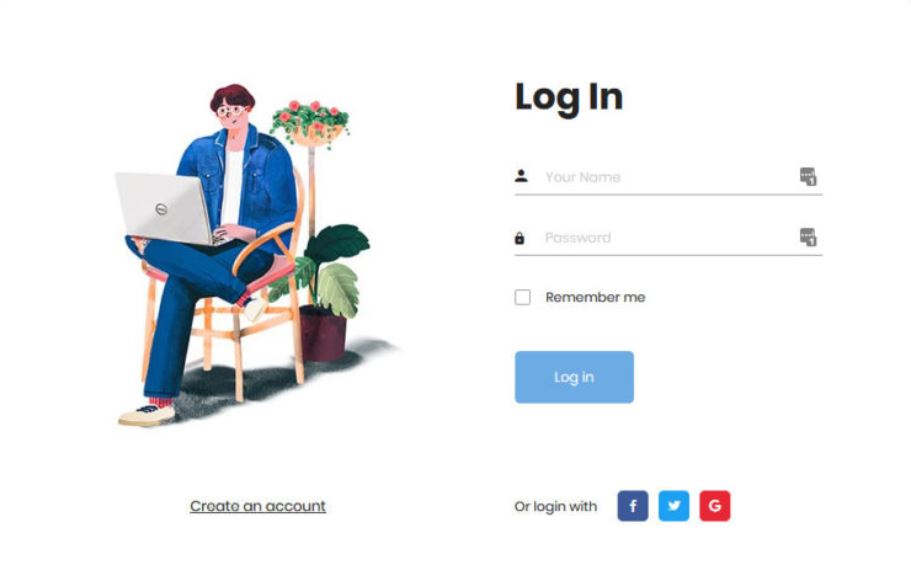 Log In
Your Name
Password
Remember me
Log in
Create an account
Or login with